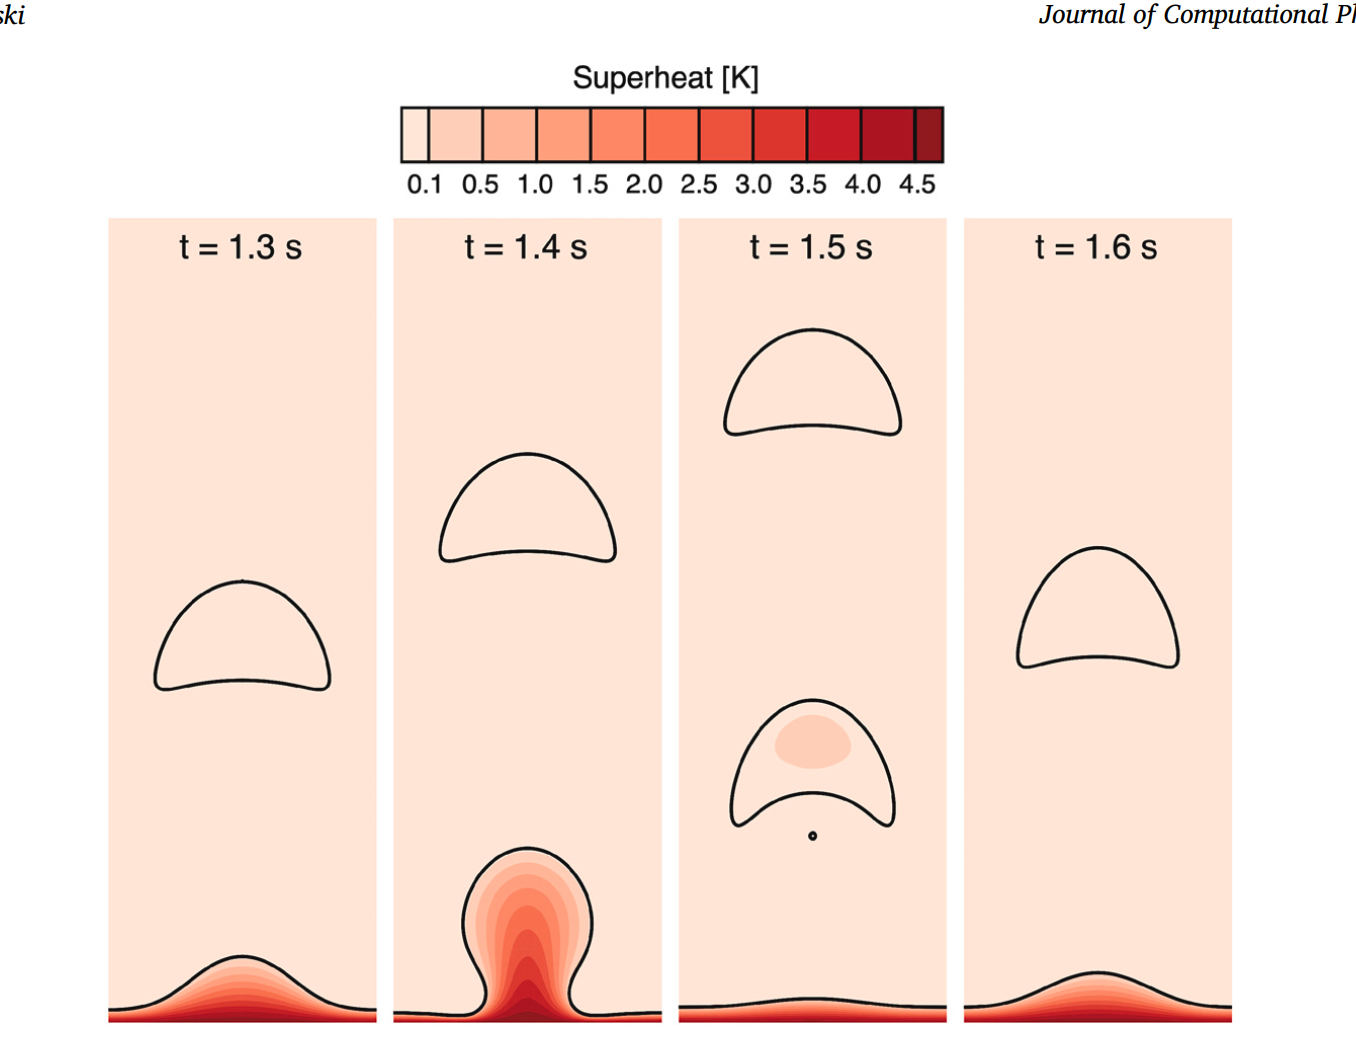 ski
Journal of Computational
Superheat [K]
0.1 0.5 1.0 1.5 2.0 2.5 3.0 3.5 4.0 4.5
t = 1.3 s t = 1.4 s t = 1.5 s t = 1.6 s